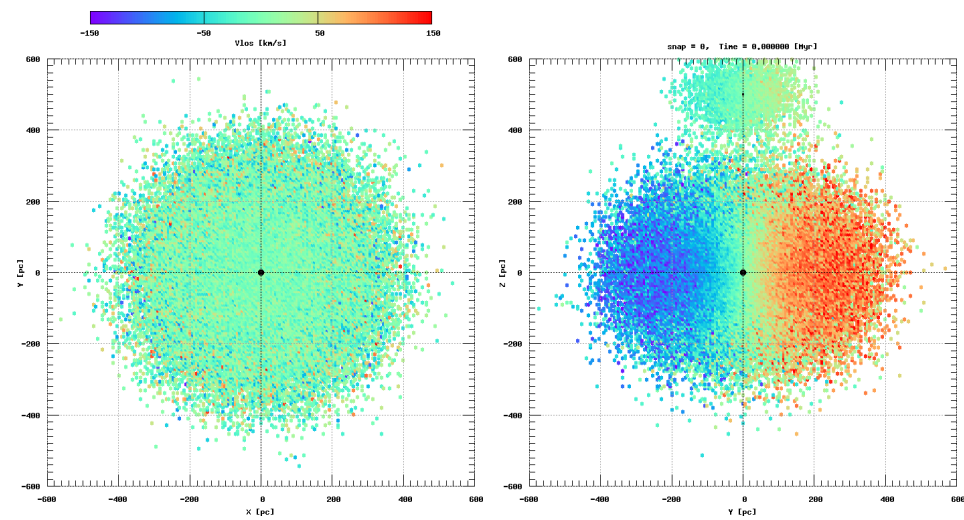 -150 -50 50 150
Vlos [km/s]
snap = 0, Time = 0.000000 [Myr]
600 600
400 400
200 200
Y [pc] 0 Z [pc] 0
-200 -200
-400 -400
-600 -600
-600 -400 -200 0 200 400 600 -600 -400 -200 0 200 400 600
X [pc] Y [pc]